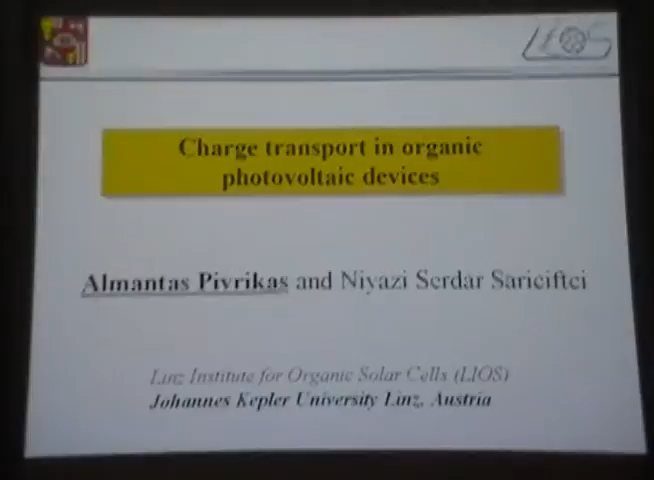 LIOS
Charge transport in organic
photovoltaic devices
Almantas Pivrikas and Niyazi Serdar Sariciftci
Linz Institute for Organic Solar Cells (LIOS)
Johannes Kepler University Linz, Austria